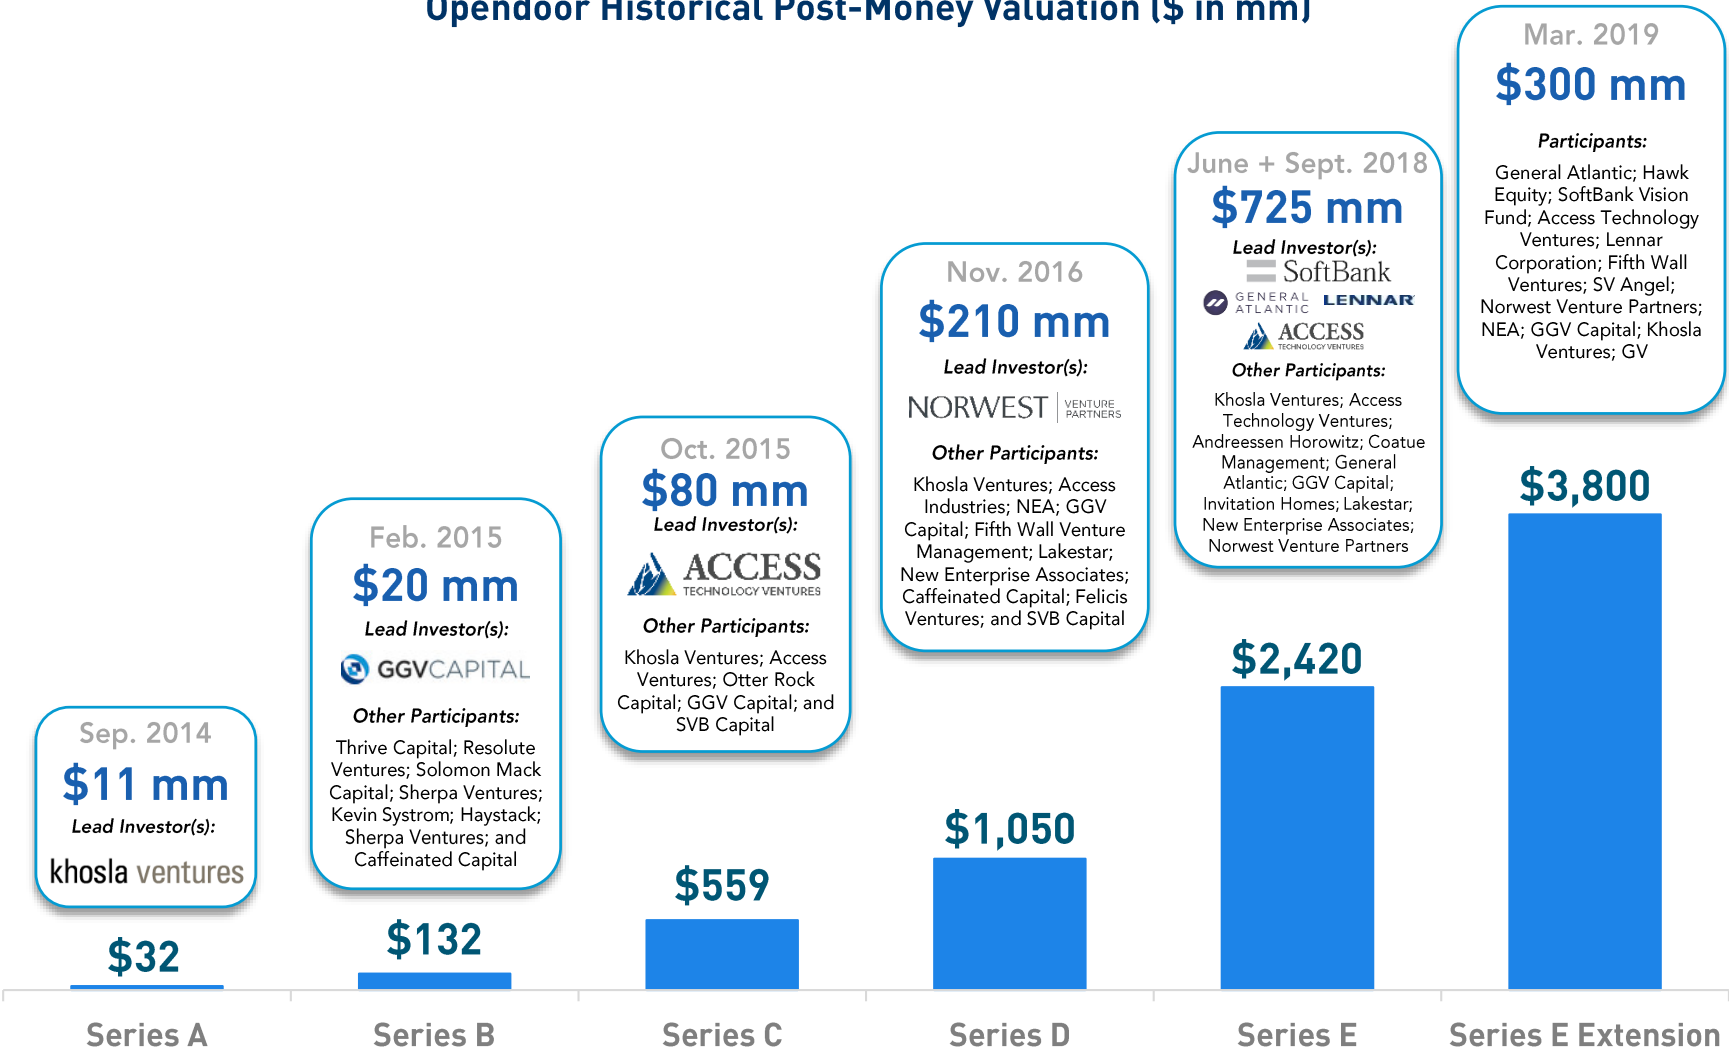 Opendoor Historical Post-Money Valuation ($ in mm)
Sep. 2014
$11 mm
Lead Investor(s):
khosla ventures
$32
Series A
Feb. 2015
$20 mm
Lead Investor(s):
GGVCAPITAL
Other Participants:
Thrive Capital; Resolute
Ventures; Solomon Mack
Capital; Sherpa Ventures;
Kevin Systrom; Haystack;
Sherpa Ventures; and
Caffeinated Capital
$132
Series B
Oct. 2015
$80 mm
Lead Investor(s):
ACCESS
TECHNOLOGY VENTURES
Other Participants:
Khosla Ventures; Access
Ventures; Otter Rock
Capital; GGV Capital; and
SVB Capital
$559
Series C
Nov. 2016
$210 mm
Lead Investor(s):
NORWEST VENTURE
PARTNERS
Other Participants:
Khosla Ventures; Access
Industries; NEA; GGV
Capital; Fifth Wall Venture
Management; Lakestar;
New Enterprise Associates;
Caffeinated Capital; Felicis
Ventures; and SVB Capital
$1,050
Series D
June + Sept. 2018
$725 mm
Lead Investor(s):
SoftBank
GENERAL
ATLANTIC
LENNAR
ACCESS
TECHNOLOGY VENTURES
Other Participants:
Khosla Ventures; Access
Technology Ventures;
Andreessen Horowitz; Coatue
Management; General
Atlantic; GGV Capital;
Invitation Homes; Lakestar;
New Enterprise Associates;
Norwest Venture Partners
$2,420
Series E
Mar. 2019
$300 mm
Participants:
General Atlantic; Hawk
Equity; SoftBank Vision
Fund; Access Technology
Ventures; Lennar
Corporation; Fifth Wall
Ventures; SV Angel;
Norwest Venture Partners;
NEA; GGV Capital; Khosla
Ventures; GV
$3,800
Series E Extension